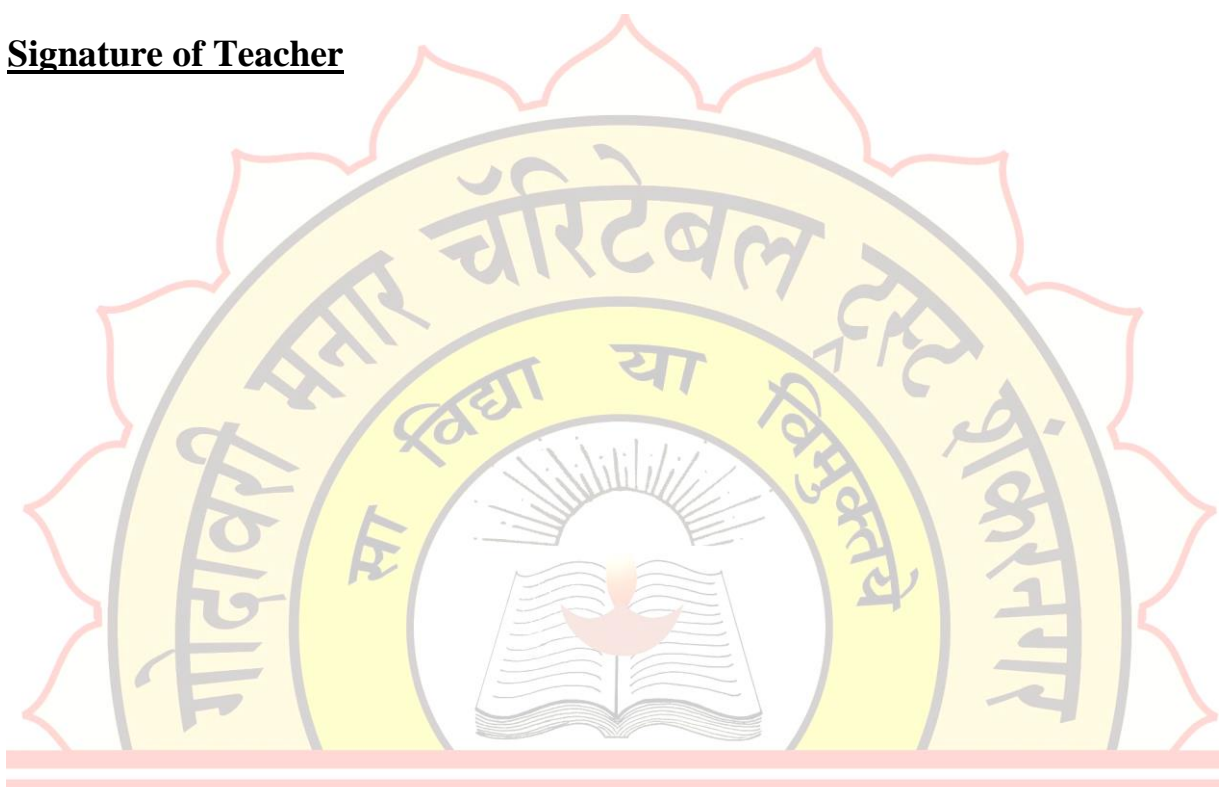 Signature of Teacher
गोदावरी मनार चॅरिटेबल ट्रस्ट शंकरनगर
सा विद्या या विमुक्तये